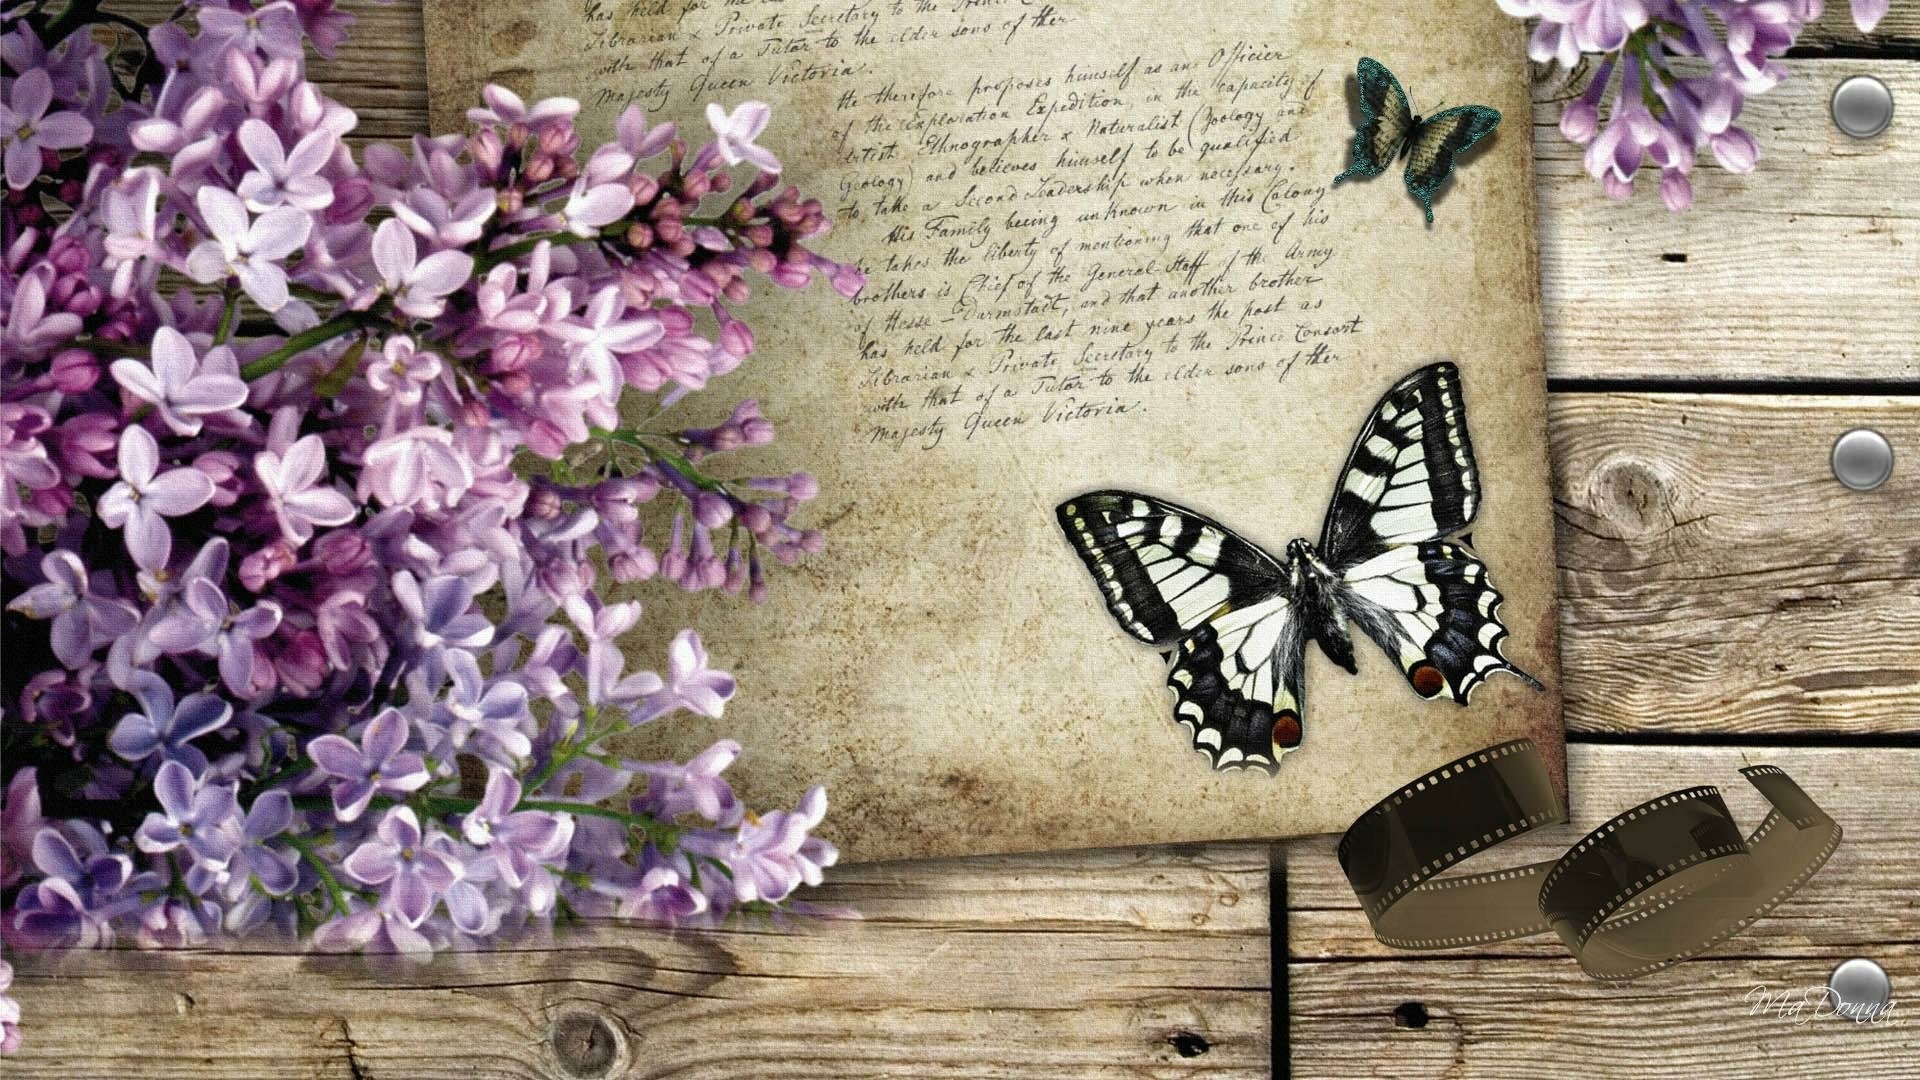 has held for the
Librarian & Private Secretary to the Prince
with that of a Tutor to the elder sons of ther
Majesty Queen Victoria.
He therefore proposes himself as an Officier
of the Exploration Expedition, in the capacity of
Artist, Ethnographer & Naturalist (Zoology and
Geology) and believes himself to be qualified
to take a Second Leadership when necessary.
His Family being unknown in this Colony
he takes the liberty of mentioning that one of his
brothers is Chief of the General-Staff of the Army
of Hesse-Darmstadt, and that another brother
has held for the last nine years the post as
Librarian & Private Secretary to the Prince Consort
with that of a Tutor to the elder sons of ther
Majesty Queen Victoria.
MaDonna